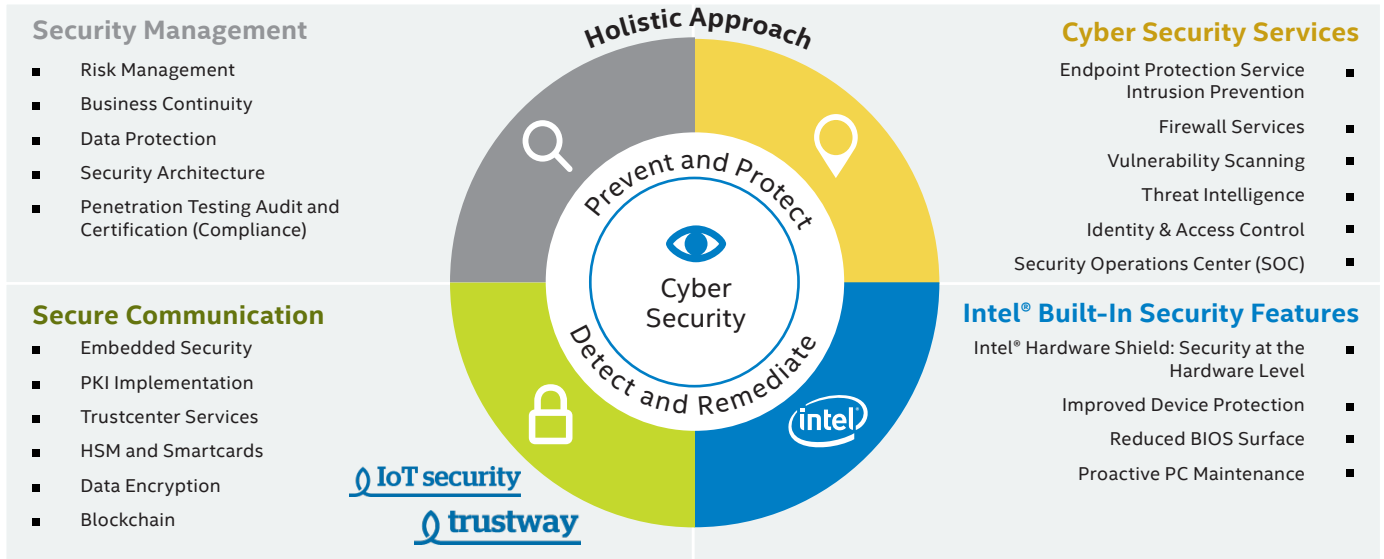 Holistic Approach
Security Management
Risk Management
Business Continuity
Data Protection
Security Architecture
Penetration Testing Audit and
Certification (Compliance)
Cyber Security Services
Endpoint Protection Service
Intrusion Prevention
Firewall Services
Vulnerability Scanning
Threat Intelligence
Identity & Access Control
Security Operations Center (SOC)
Prevent and Protect
Cyber
Security
Detect and Remediate
Secure Communication
Embedded Security
PKI Implementation
Trustcenter Services
HSM and Smartcards
Data Encryption
Blockchain
IoT security
trustway
intel
Intel® Built-In Security Features
Intel® Hardware Shield: Security at the
Hardware Level
Improved Device Protection
Reduced BIOS Surface
Proactive PC Maintenance